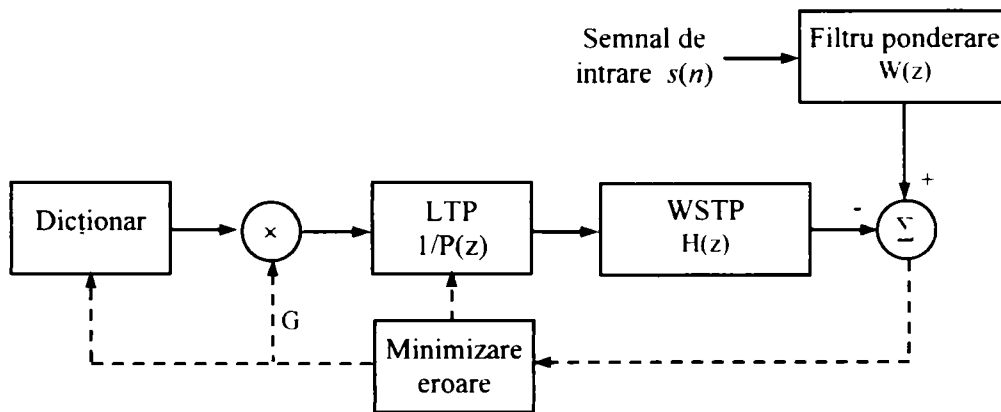 Semnal de
intrare s(n)
Filtru ponderare
W(z)
+
Dicționar
×
LTP
1/P(z)
WSTP
H(z)
-
Σ
G
Minimizare
eroare